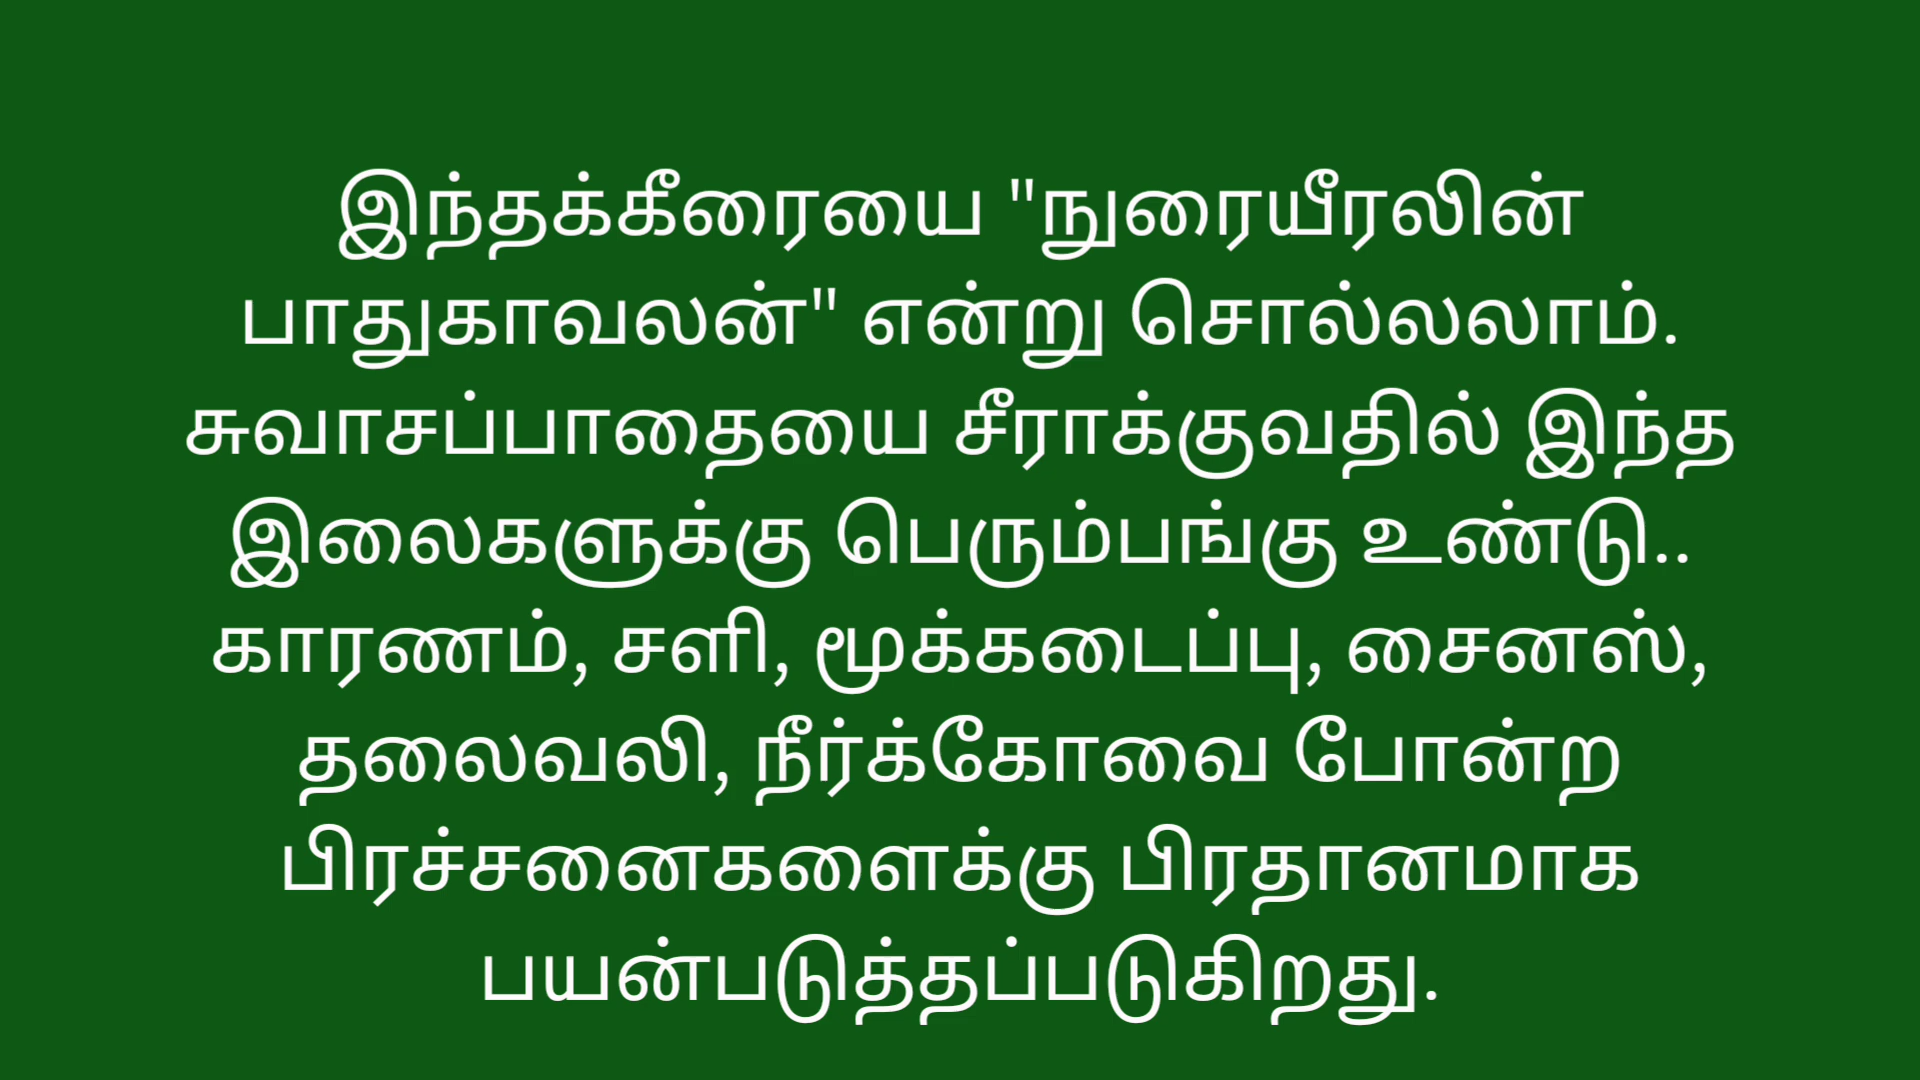 இந்தக்கீரையை "நுரையீரலின்
பாதுகாவலன்" என்று சொல்லலாம்.
சுவாசப்பாதையை சீராக்குவதில் இந்த
இலைகளுக்கு பெரும்பங்கு உண்டு..
காரணம், சளி, மூக்கடைப்பு, சைனஸ்,
தலைவலி, நீர்க்கோவை போன்ற
பிரச்சனைகளைக்கு பிரதானமாக
பயன்படுத்தப்படுகிறது.